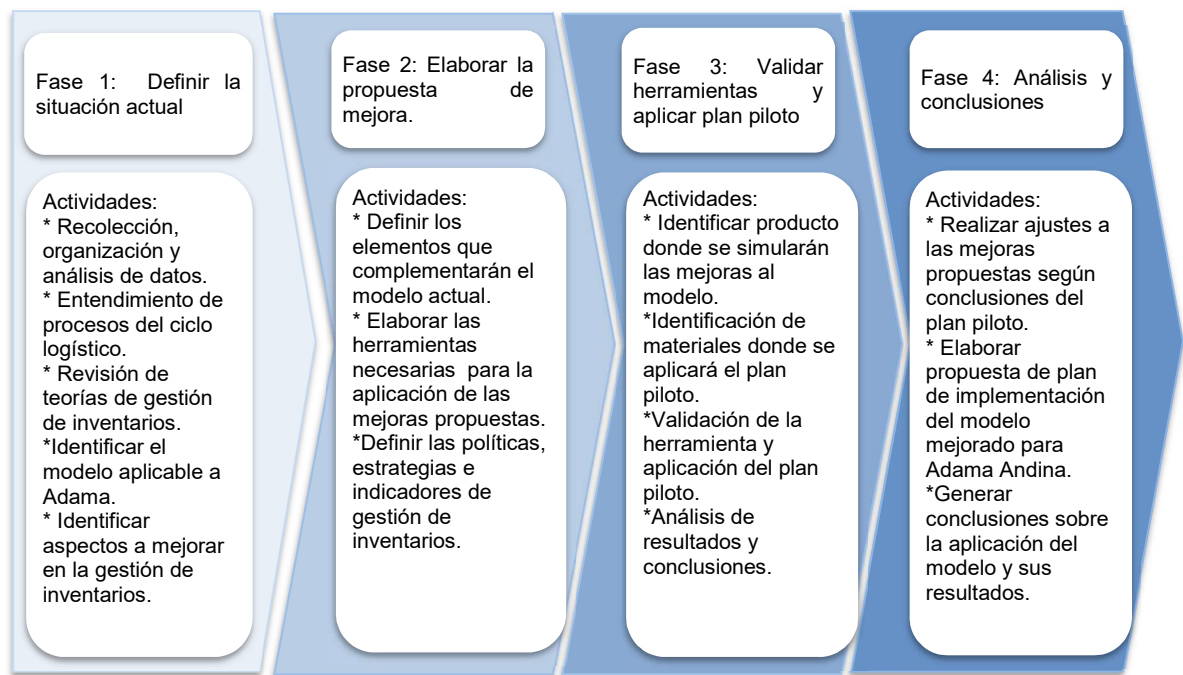 Fase 1: Definir la
situación actual
Actividades:
* Recolección,
organización y
análisis de datos.
* Entendimiento de
procesos del ciclo
logístico.
* Revisión de
teorías de gestión
de inventarios.
*Identificar el
modelo aplicable a
Adama.
* Identificar
aspectos a mejorar
en la gestión de
inventarios.
Fase 2: Elaborar la
propuesta de
mejora.
Actividades:
* Definir los
elementos que
complementarán el
modelo actual.
* Elaborar las
herramientas
necesarias para la
aplicación de las
mejoras propuestas.
*Definir las políticas,
estrategias e
indicadores de
gestión de
inventarios.
Fase 3: Validar
herramientas y
aplicar plan piloto
Actividades:
* Identificar producto
donde se simularán
las mejoras al
modelo.
*Identificación de
materiales donde se
aplicará el plan
piloto.
*Validación de la
herramienta y
aplicación del plan
piloto.
*Análisis de
resultados y
conclusiones.
Fase 4: Análisis y
conclusiones
Actividades:
* Realizar ajustes a
las mejoras
propuestas según
conclusiones del
plan piloto.
* Elaborar
propuesta de plan
de implementación
del modelo
mejorado para
Adama Andina.
*Generar
conclusiones sobre
la aplicación del
modelo y sus
resultados.